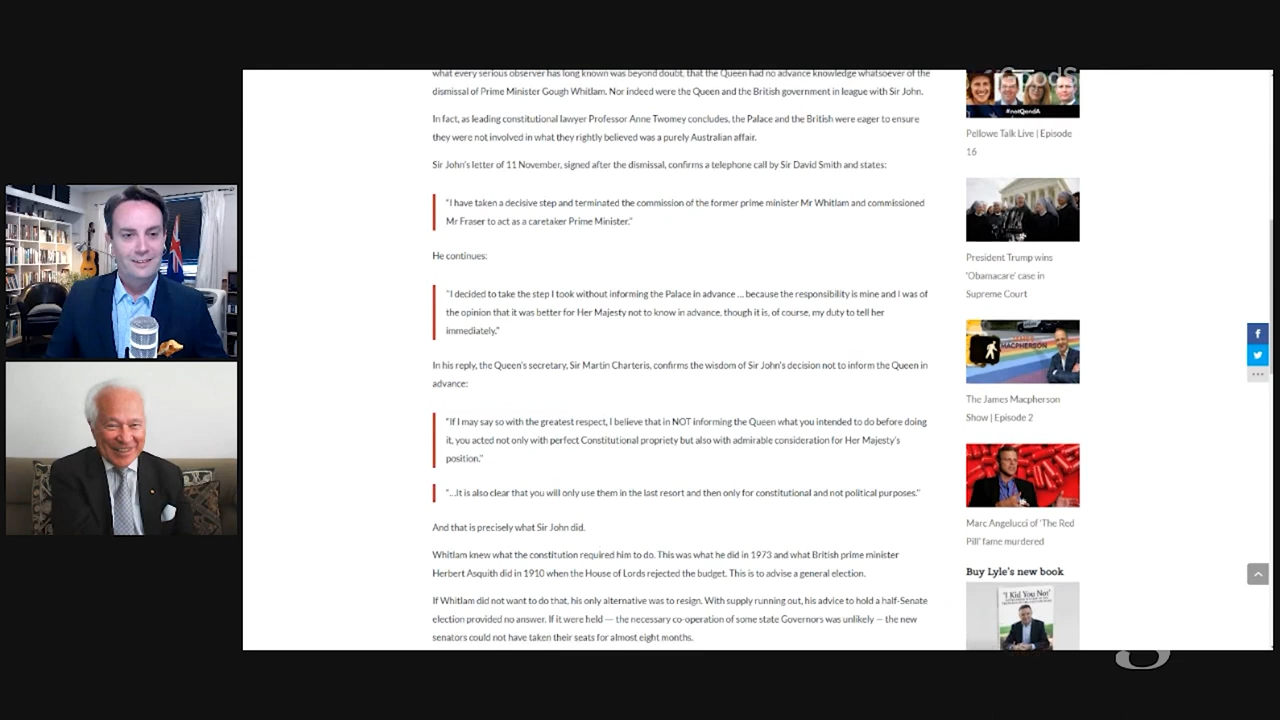 what every serious observer has long known was beyond doubt, that the Queen had no advance knowledge whatsoever of the
dismissal of Prime Minister Gough Whitlam. Nor indeed were the Queen and the British government in league with Sir John.
In fact, as leading constitutional lawyer Professor Anne Twomey concludes, the Palace and the British were eager to ensure
they were not involved in what they rightly believed was a purely Australian affair.
Sir John's letter of 11 November, signed after the dismissal, confirms a telephone call by Sir David Smith and states:
"I have taken a decisive step and terminated the commission of the former prime minister Mr Whitlam and commissioned
Mr Fraser to act as a caretaker Prime Minister."
He continues:
"I decided to take the step I took without informing the Palace in advance ... because the responsibility is mine and I was of
the opinion that it was better for Her Majesty not to know in advance, though it is, of course, my duty to tell her
immediately."
In his reply, the Queen's secretary, Sir Martin Charteris, confirms the wisdom of Sir John's decision not to inform the Queen in
advance:
"If I may say so with the greatest respect, I believe that in NOT informing the Queen what you intended to do before doing
it, you acted not only with perfect Constitutional propriety but also with admirable consideration for Her Majesty's
position."
"...It is also clear that you will only use them in the last resort and then only for constitutional and not political purposes."
And that is precisely what Sir John did.
Whitlam knew what the constitution required him to do. This was what he did in 1973 and what British prime minister
Herbert Asquith did in 1910 when the House of Lords rejected the budget. This is to advise a general election.
If Whitlam did not want to do that, his only alternative was to resign. With supply running out, his advice to hold a half-Senate
election provided no answer. If it were held — the necessary co-operation of some state Governors was unlikely — the new
senators could not have taken their seats for almost eight months.
#notQandA
Pellowe Talk Live | Episode
16
President Trump wins
'Obamacare' case in
Supreme Court
MACPHERSON
The James Macpherson
Show | Episode 2
Marc Angelucci of 'The Red
Pill' fame murdered
Buy Lyle's new book
'I Kid You Not'